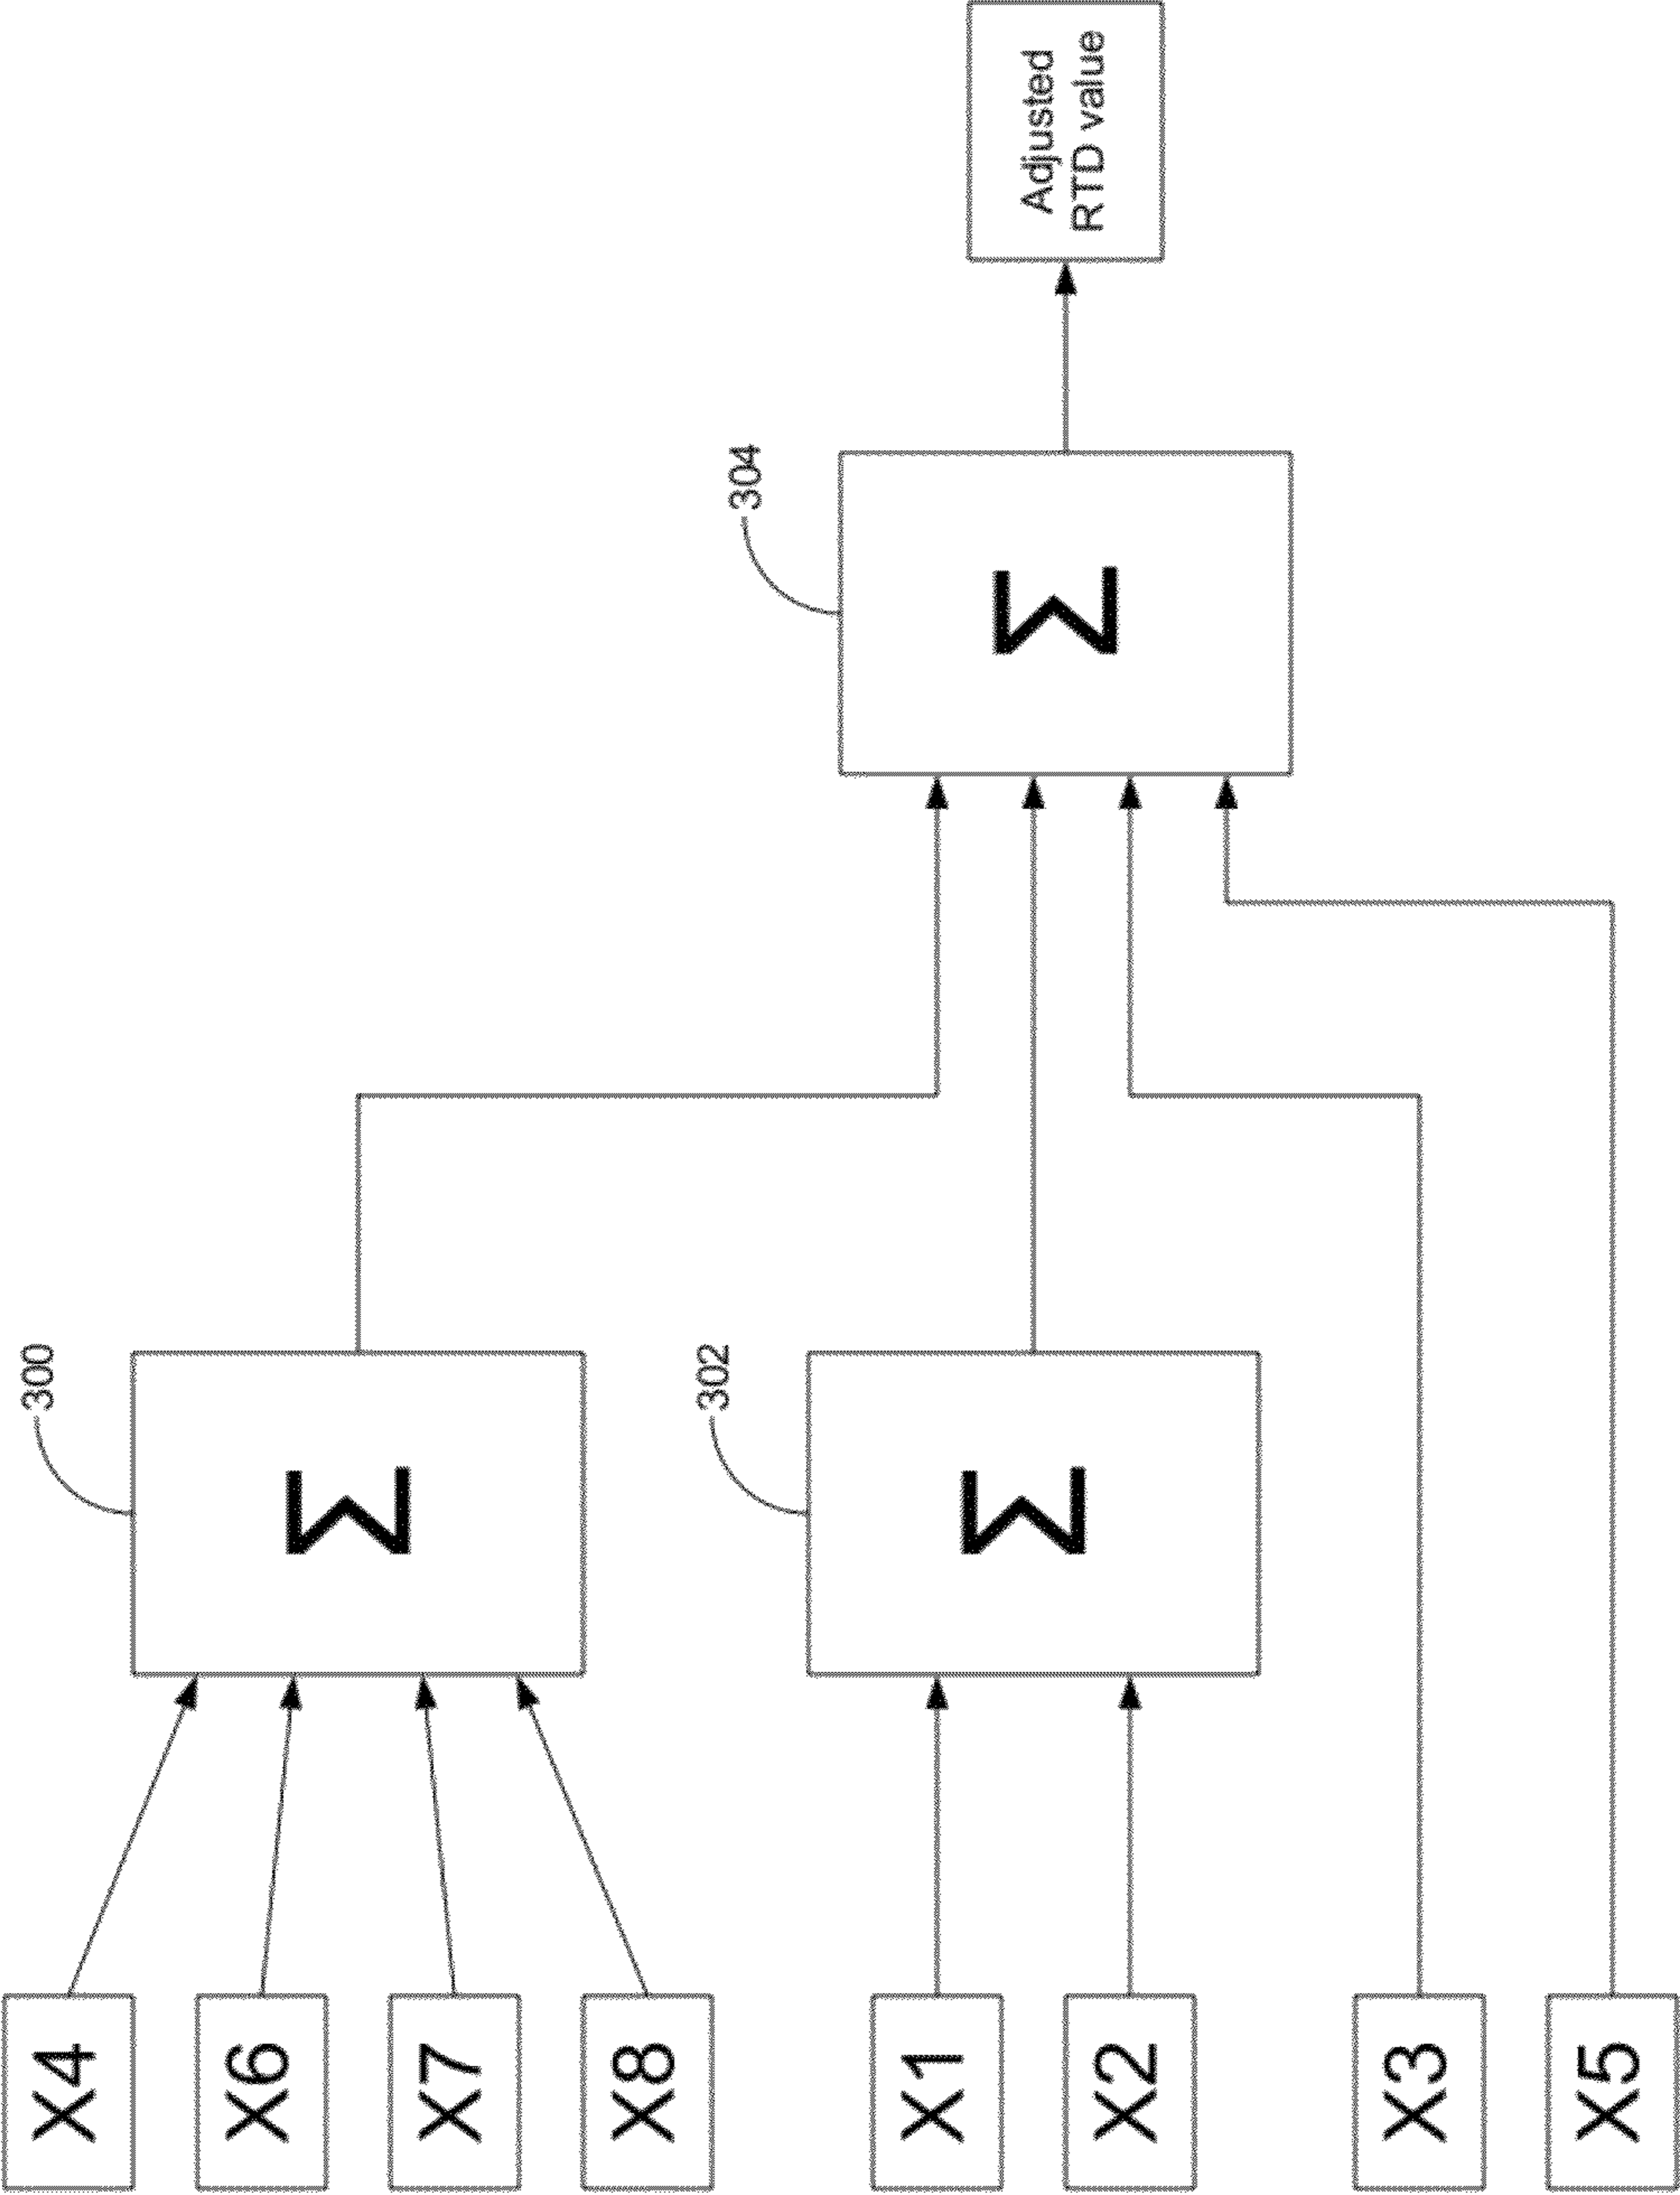 X4
X6
X7
X8
X1
X2
X3
X5
300
Σ
302
Σ
304
Σ
Adjusted
RTD value